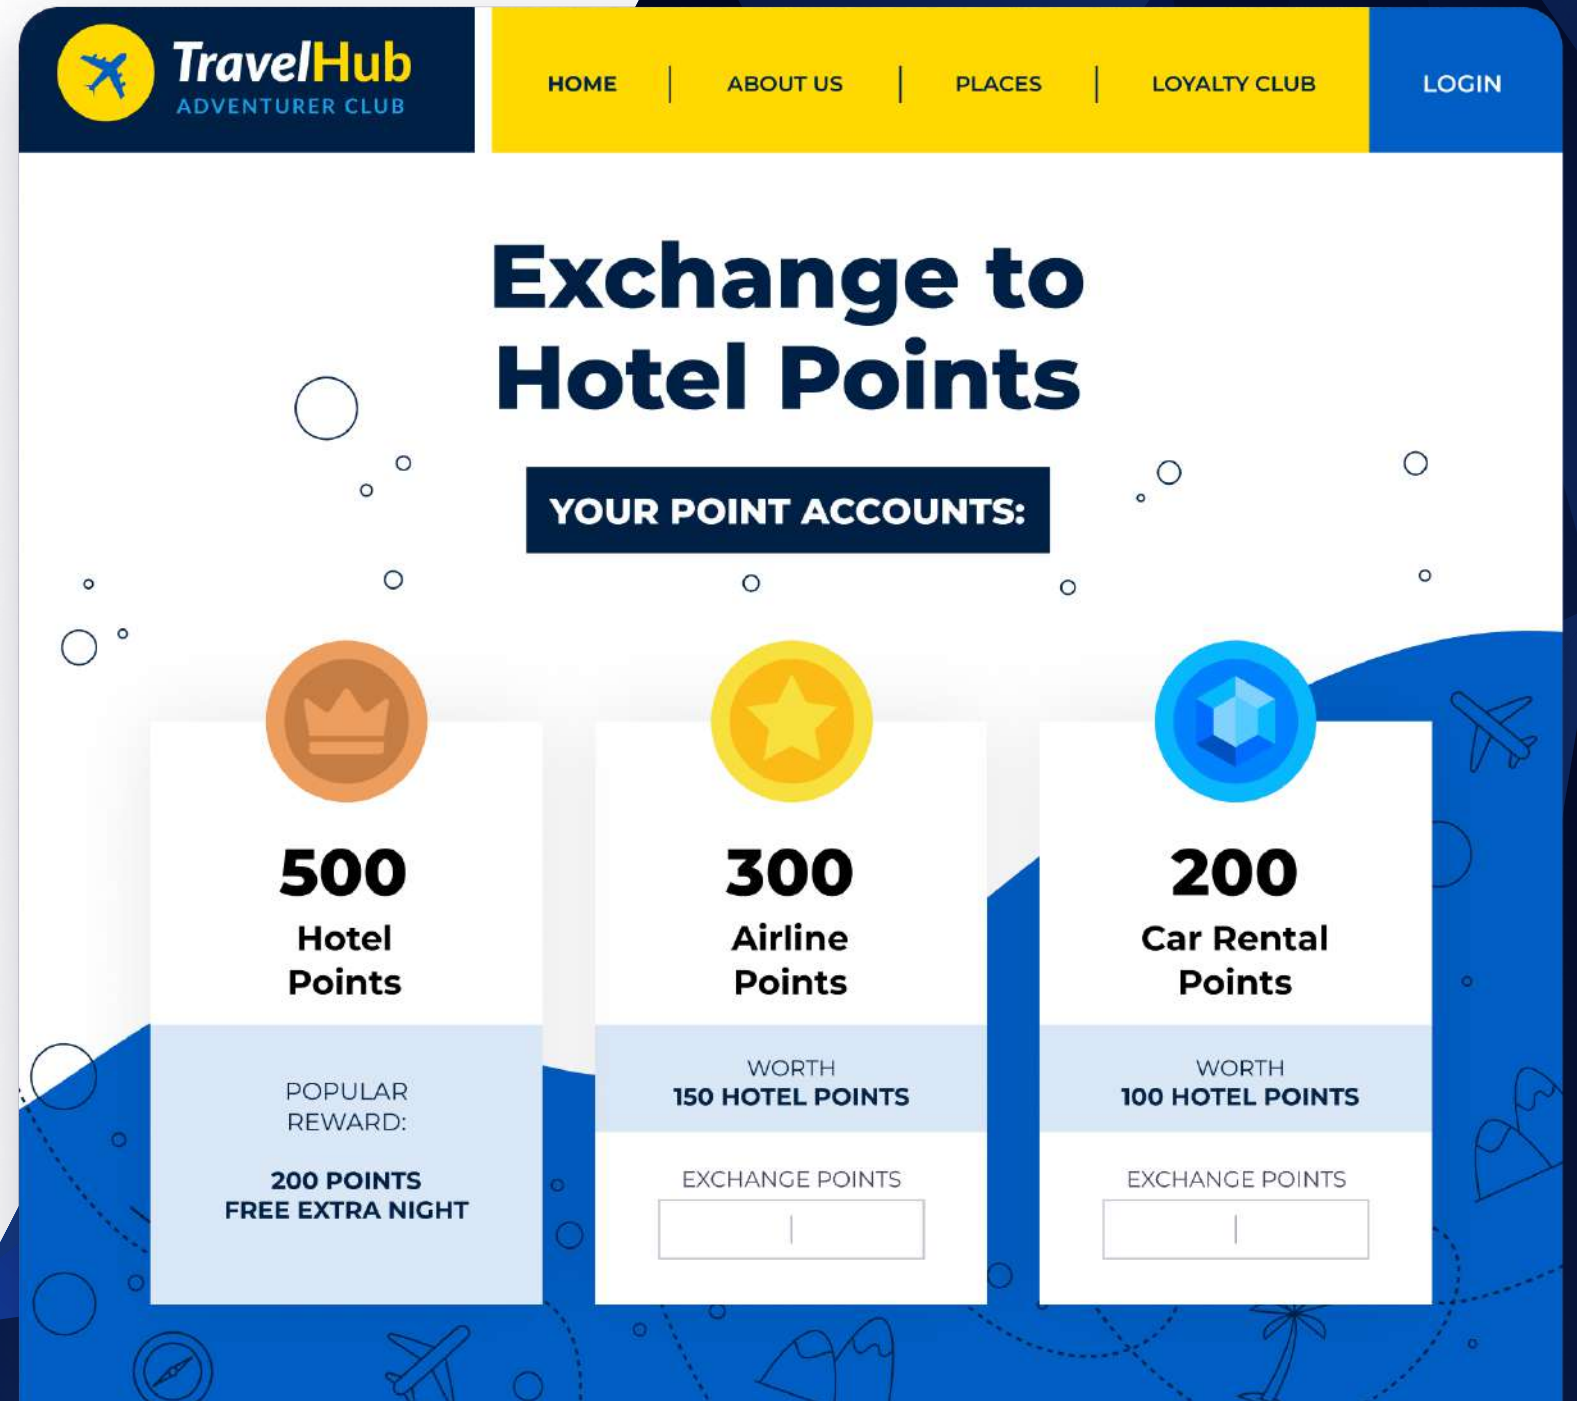 TravelHub
ADVENTURER CLUB
HOME | ABOUT US | PLACES | LOYALTY CLUB
LOGIN
Exchange to
Hotel Points
YOUR POINT ACCOUNTS:
500
Hotel
Points
POPULAR
REWARD:
200 POINTS
FREE EXTRA NIGHT
300
Airline
Points
WORTH
150 HOTEL POINTS
EXCHANGE POINTS
200
Car Rental
Points
WORTH
100 HOTEL POINTS
EXCHANGE POINTS